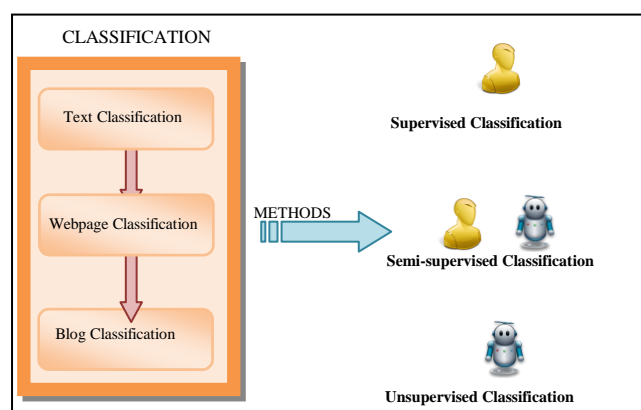 CLASSIFICATION
Text Classification
Webpage Classification
Blog Classification
METHODS
Supervised Classification
Semi-supervised Classification
Unsupervised Classification